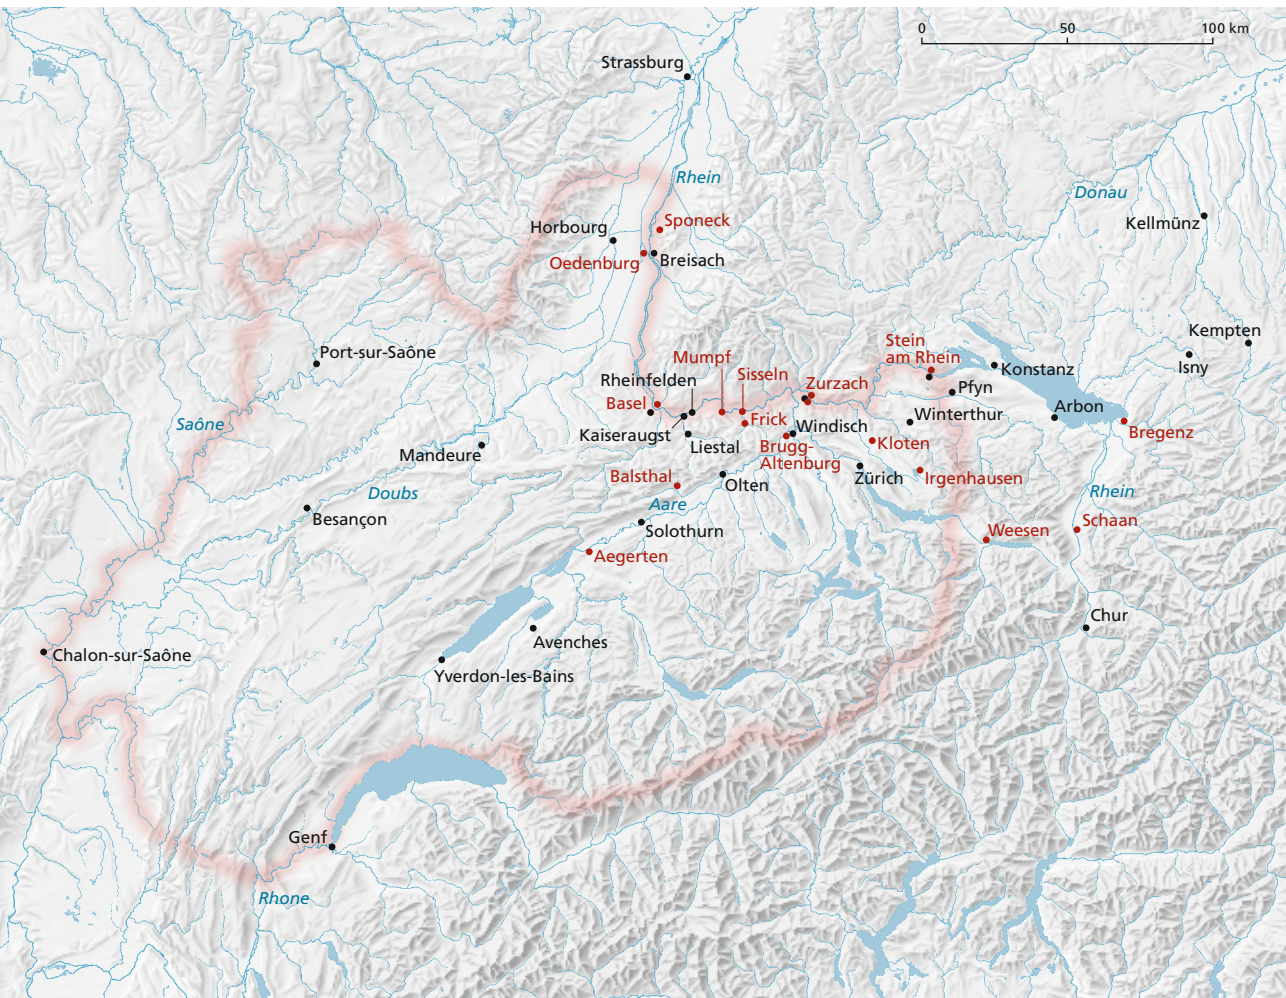 0 50 100 km
Strassburg
Rhein
Donau
Sponeck
Kellmünz
Horbourg
Oedenburg
Breisach
Kempten
Stein
am Rhein
Port-sur-Saône
Mumpf
Isny
Sisseln
Konstanz
Rheinfelden
Zurzach
Pfyn
Basel
Arbon
Winterthur
Frick
Saône
Windisch
Bregenz
Kaiseraugst
Kloten
Liestal
Brugg-
Altenburg
Mandeure
Balsthal
Zürich
Irgenhausen
Olten
Doubs
Rhein
Aare
Besançon
Schaan
Solothurn
Weesen
Aegerten
Chur
Avenches
Chalon-sur-Saône
Yverdon-les-Bains
Genf
Rhone